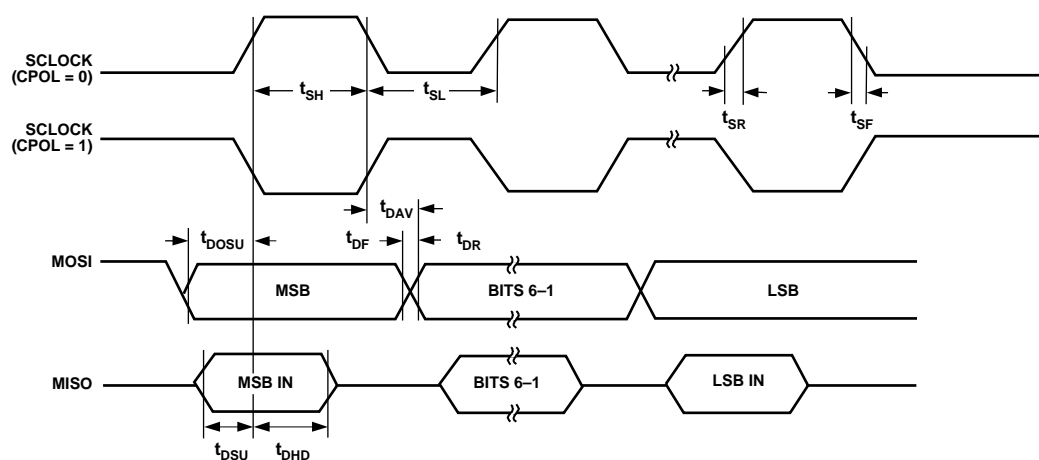 SCLOCK
(CPOL = 0)
tSH
tSL
tSR
tSF
SCLOCK
(CPOL = 1)
tDAV
tDOSU
tDF
tDR
MOSI
MSB
BITS 6–1
LSB
MISO
MSB IN
BITS 6–1
LSB IN
tDSU
tDHD